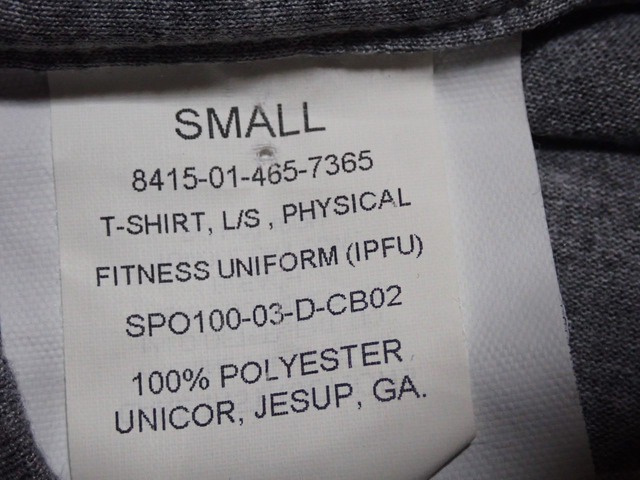 SMALL
8415-01-465-7365
T-SHIRT, L/S , PHYSICAL
FITNESS UNIFORM (IPFU)
SPO100-03-D-CB02
100% POLYESTER
UNICOR, JESUP, GA.